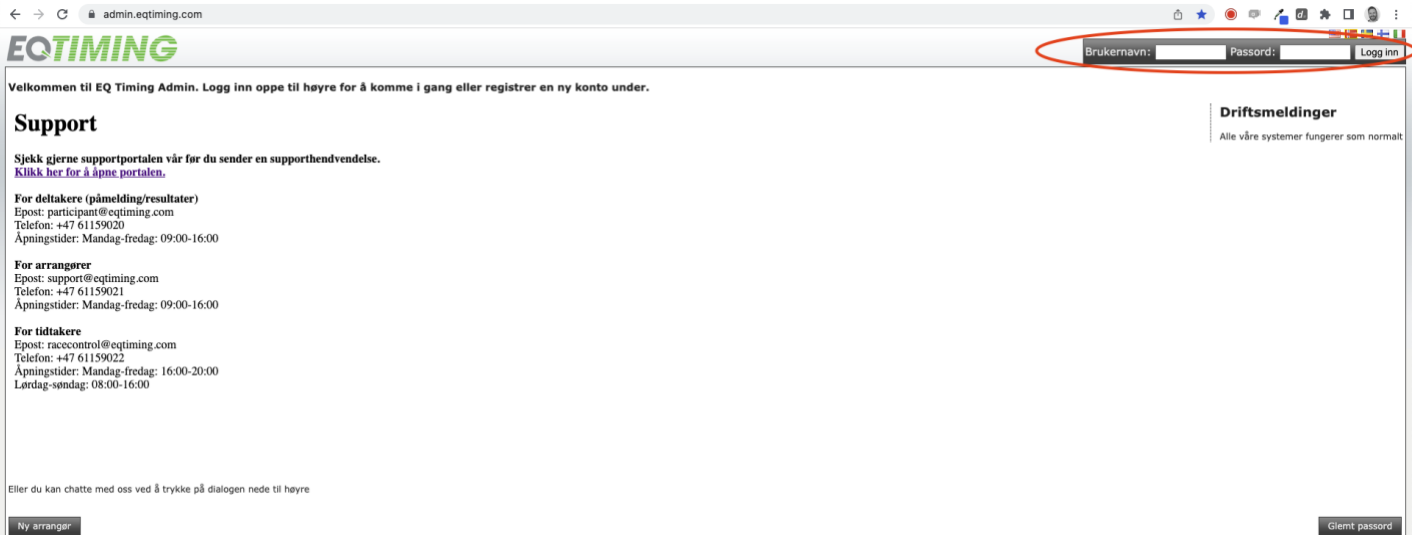 admin.eqtiming.com
EQTIMING
Brukernavn: Passord: Logg inn
Velkommen til EQ Timing Admin. Logg inn oppe til høyre for å komme i gang eller registrer en ny konto under.
Support
Driftsmeldinger
Alle våre systemer fungerer som normalt
Sjekk gjerne supportportalen vår før du sender en supporthendvendelse.
Klikk her for å åpne portalen.
For deltakere (påmelding/resultater)
Epost: participant@eqtiming.com
Telefon: +47 61159020
Åpningstider: Mandag-fredag: 09:00-16:00
For arrangører
Epost: support@eqtiming.com
Telefon: +47 61159021
Åpningstider: Mandag-fredag: 09:00-16:00
For tidtakere
Epost: racecontrol@eqtiming.com
Telefon: +47 61159022
Åpningstider: Mandag-fredag: 16:00-20:00
Lørdag-søndag: 08:00-16:00
Eller du kan chatte med oss ved å trykke på dialogen nede til høyre
Ny arrangør
Glemt passord